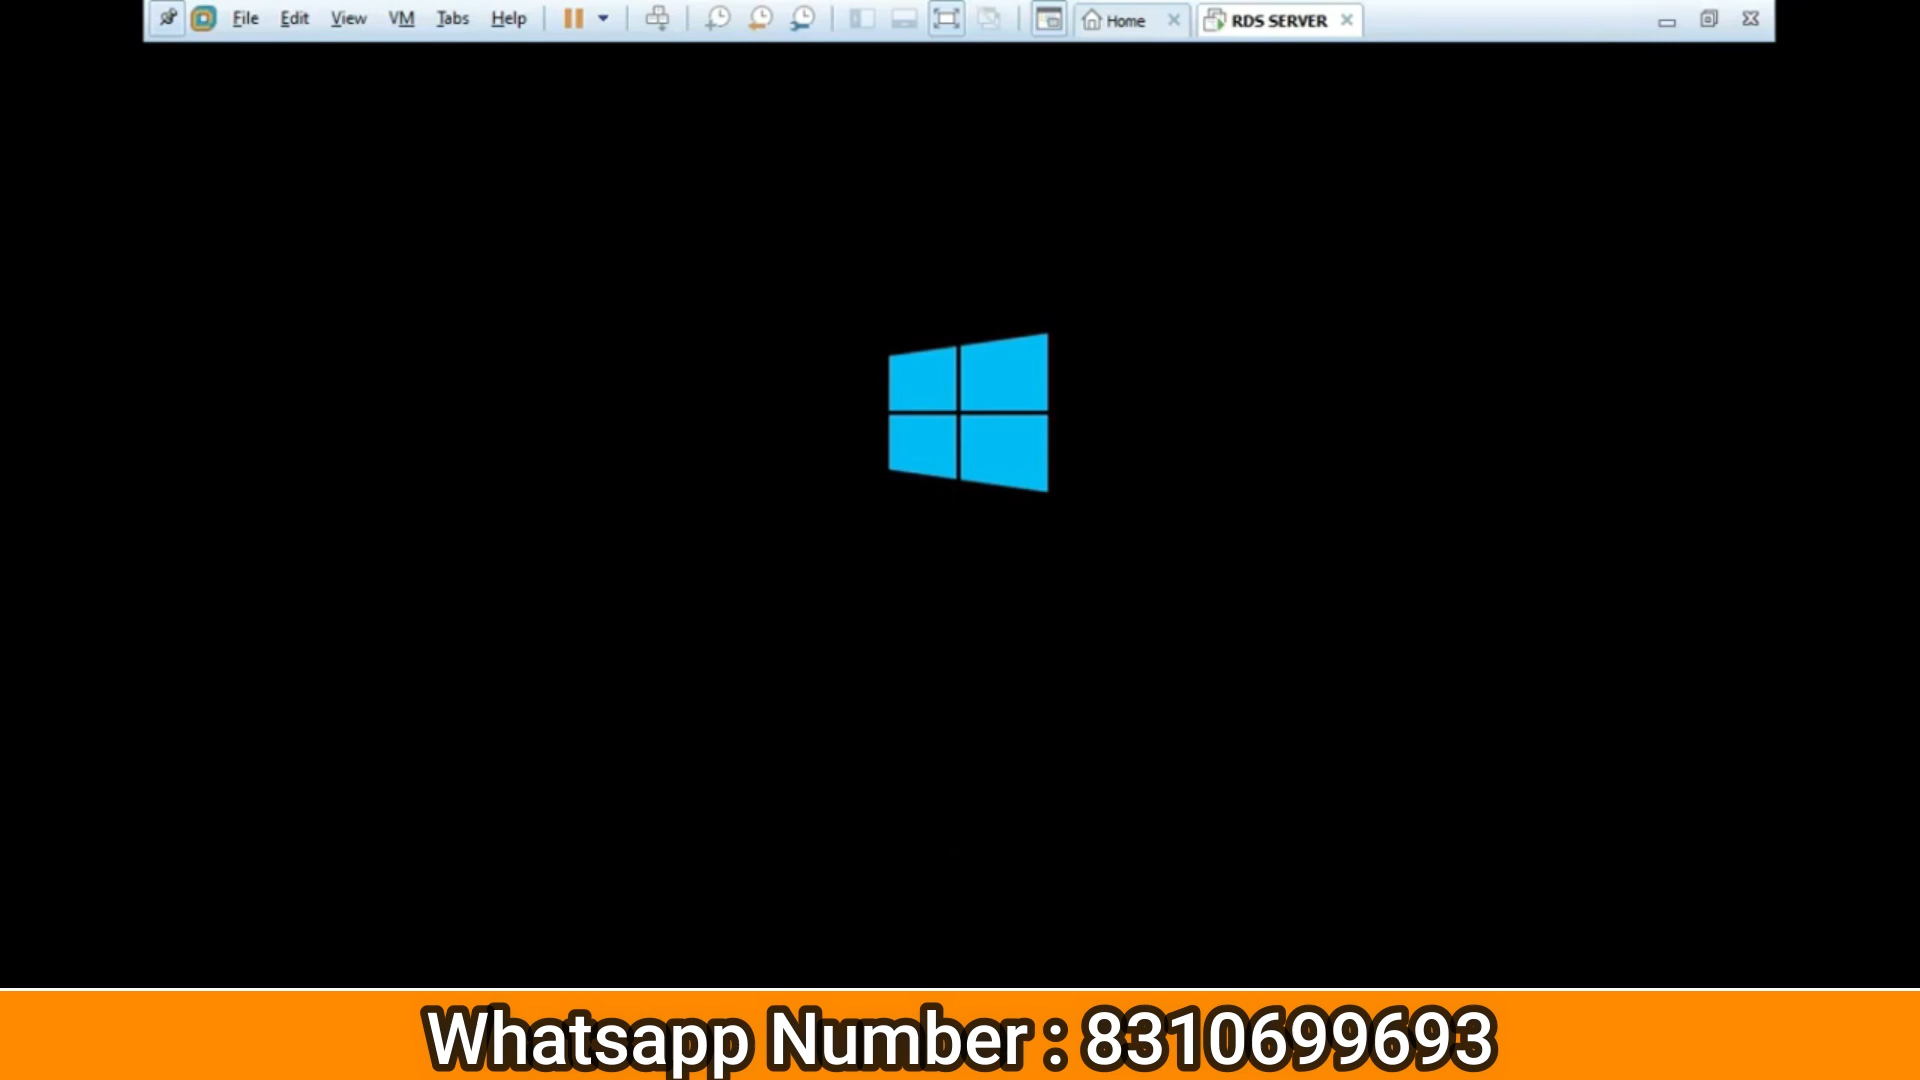 File Edit View VM Tabs Help Home RDS SERVER
Whatsapp Number : 8310699693